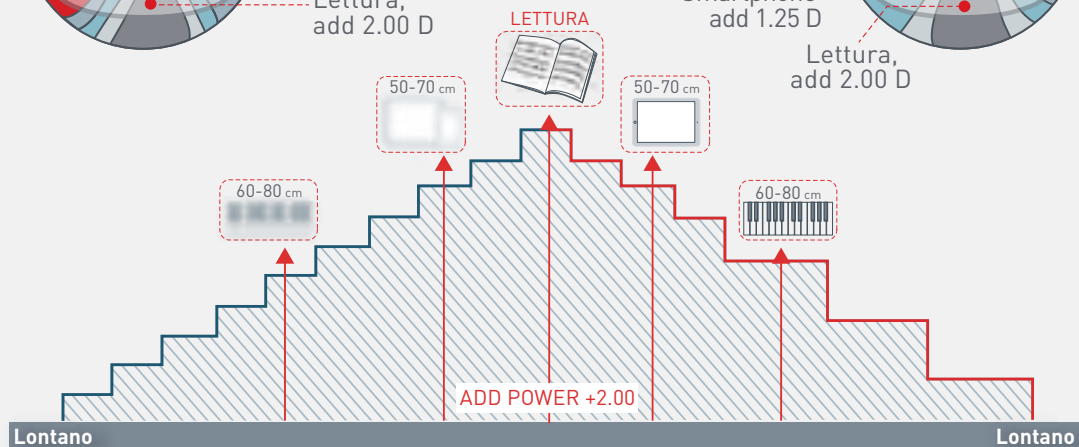 Lettura,
add 2.00 D
LETTURA
add 1.25 D
Lettura,
add 2.00 D
50-70 cm
50-70 cm
60-80 cm
60-80 cm
ADD POWER +2.00
Lontano
Lontano